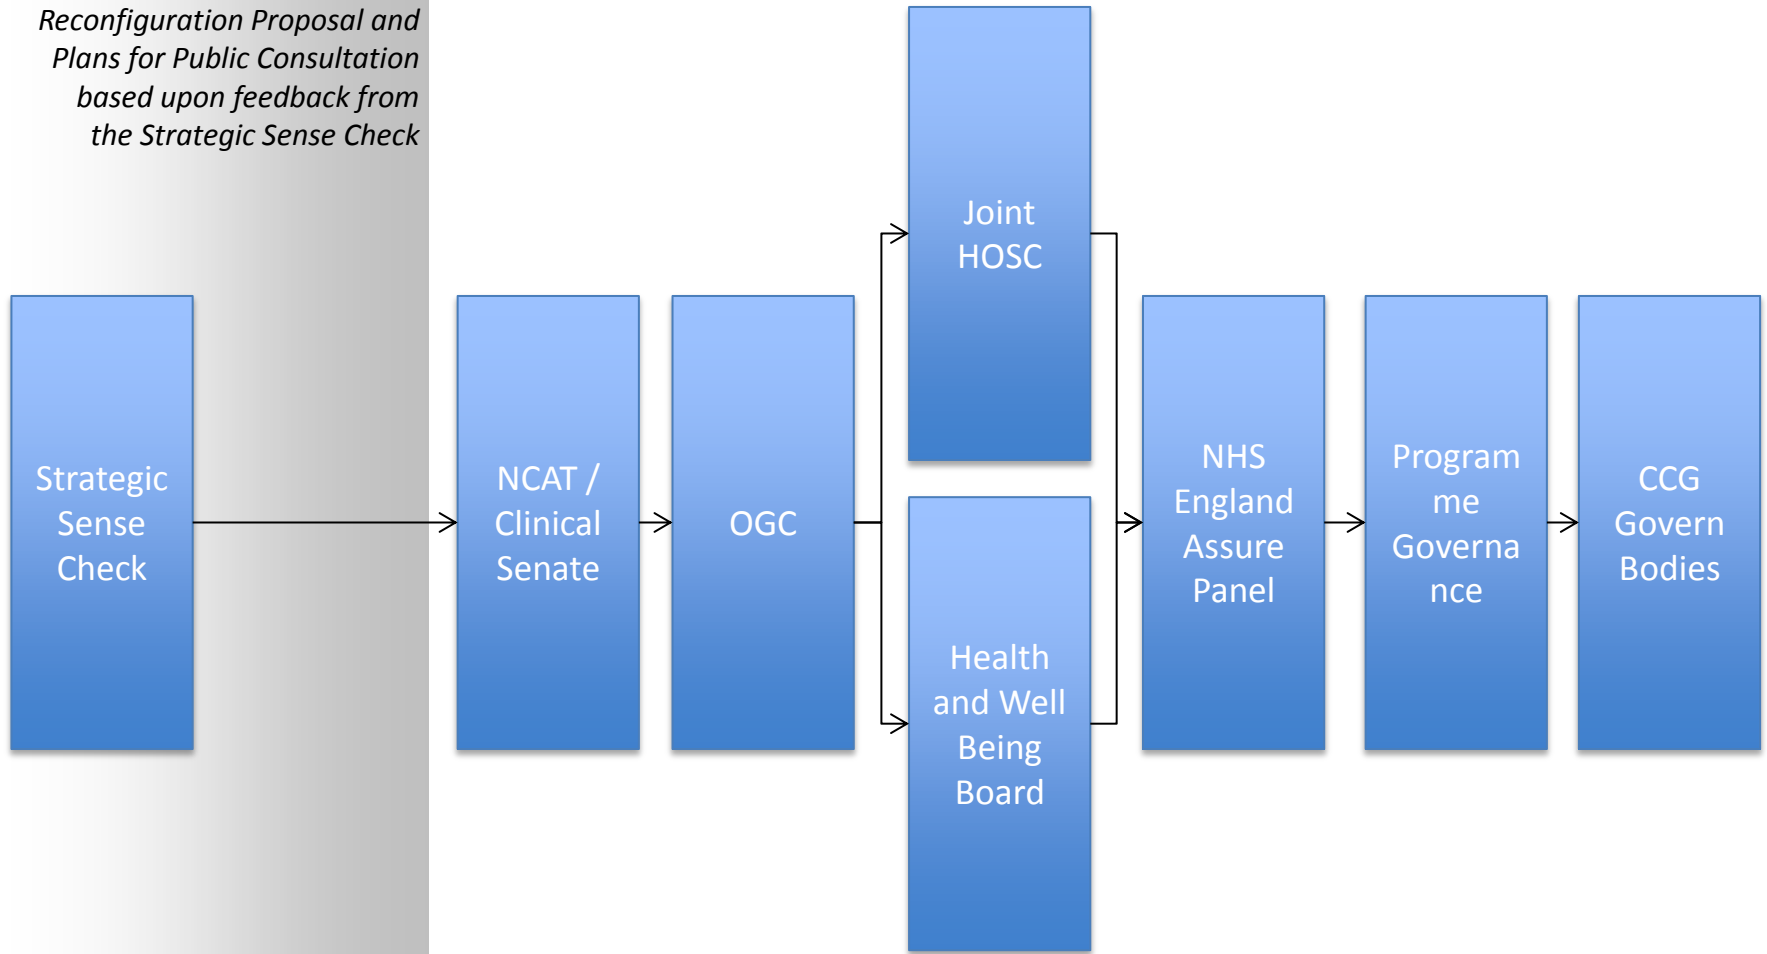 Reconfiguration Proposal and
Plans for Public Consultation
based upon feedback from
the Strategic Sense Check
Strategic
Sense
Check
NCAT /
Clinical
Senate
OGC
Joint
HOSC
Health
and Well
Being
Board
NHS
England
Assure
Panel
Program
me
Governa
nce
CCG
Govern
Bodies